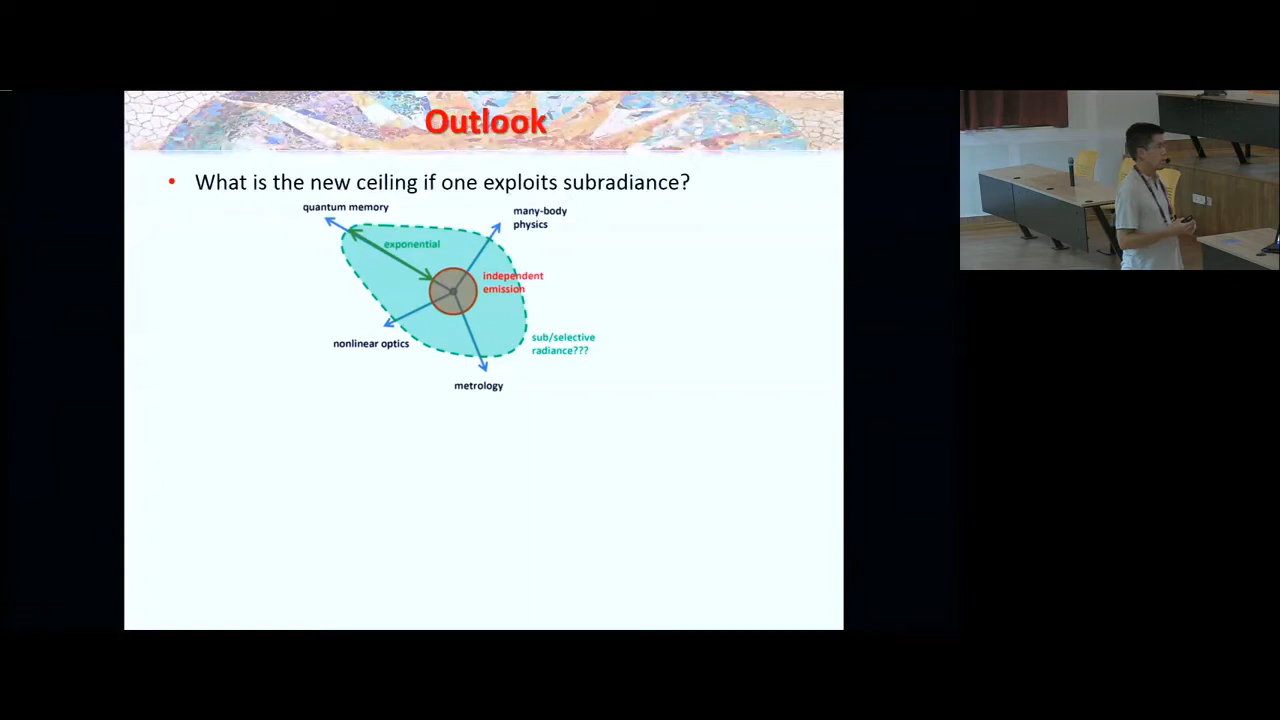 Outlook
• What is the new ceiling if one exploits subradiance?
quantum memory
many-body
physics
exponential
independent
emission
nonlinear optics
sub/selective
radiance???
metrology